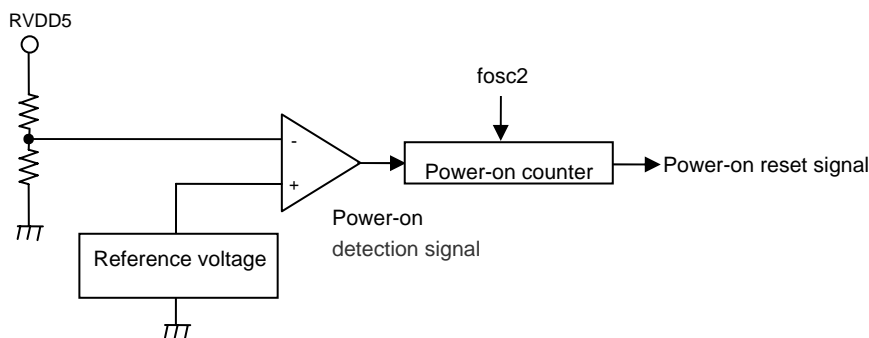 RVDD5
fosc2
-
+
Power-on counter
Power-on reset signal
Power-on
detection signal
Reference voltage